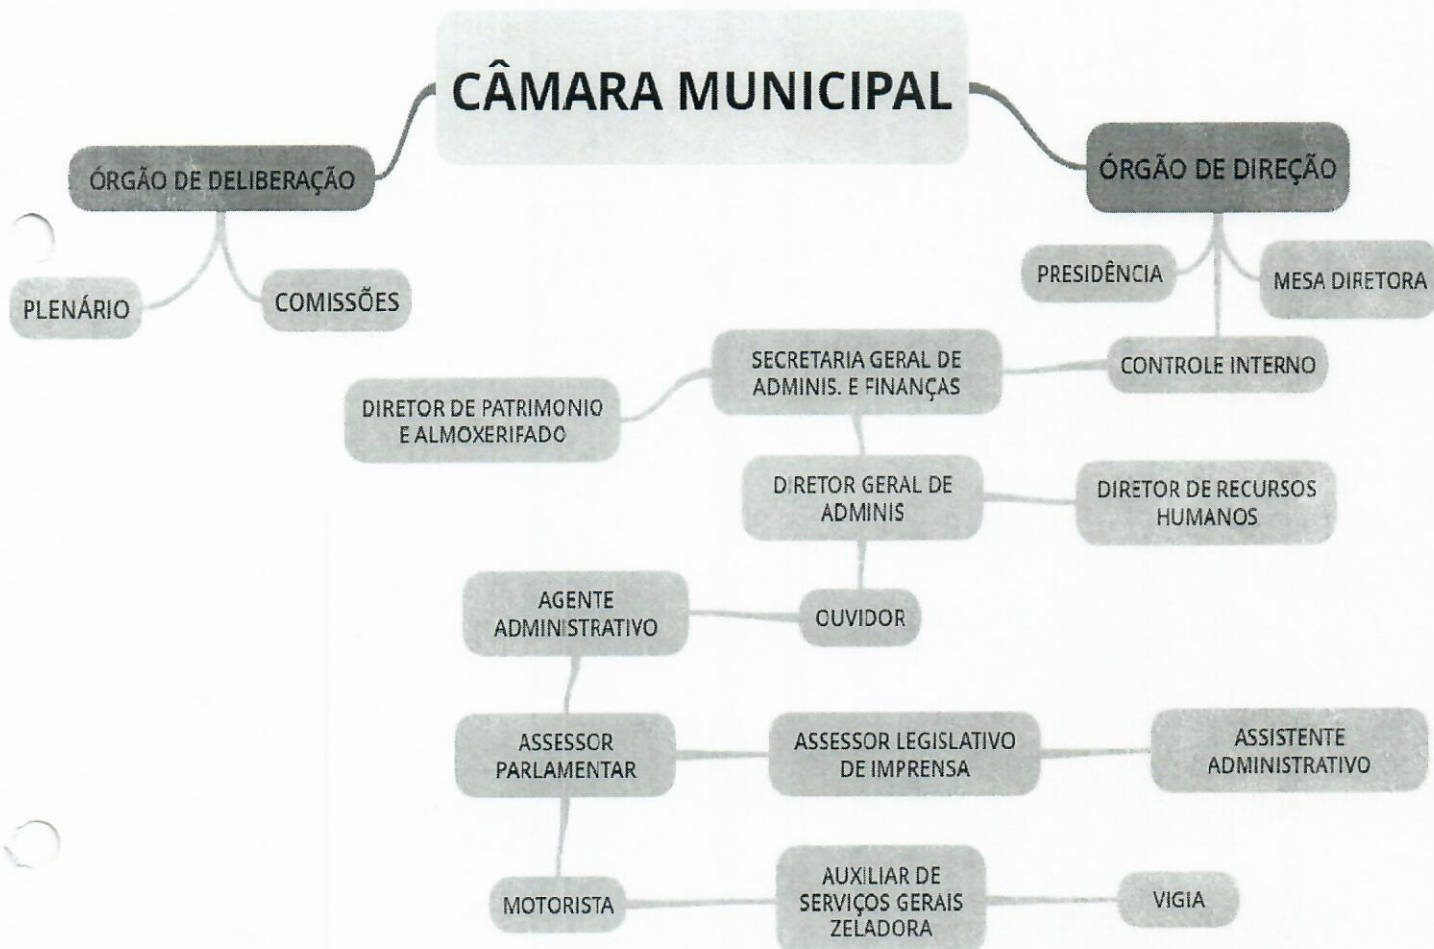 CÂMARA MUNICIPAL
ÓRGÃO DE DELIBERAÇÃO
ÓRGÃO DE DIREÇÃO
PLENÁRIO
COMISSÕES
PRESIDÊNCIA
MESA DIRETORA
SECRETARIA GERAL DE
ADMINIS. E FINANÇAS
CONTROLE INTERNO
DIRETOR DE PATRIMONIO
E ALMOXERIFADO
DIRETOR GERAL DE
ADMINIS
DIRETOR DE RECURSOS
HUMANOS
AGENTE
ADMINISTRATIVO
OUVIDOR
ASSESSOR
PARLAMENTAR
ASSESSOR LEGISLATIVO
DE IMPRENSA
ASSISTENTE
ADMINISTRATIVO
MOTORISTA
AUXILIAR DE
SERVIÇOS GERAIS
ZELADORA
VIGIA